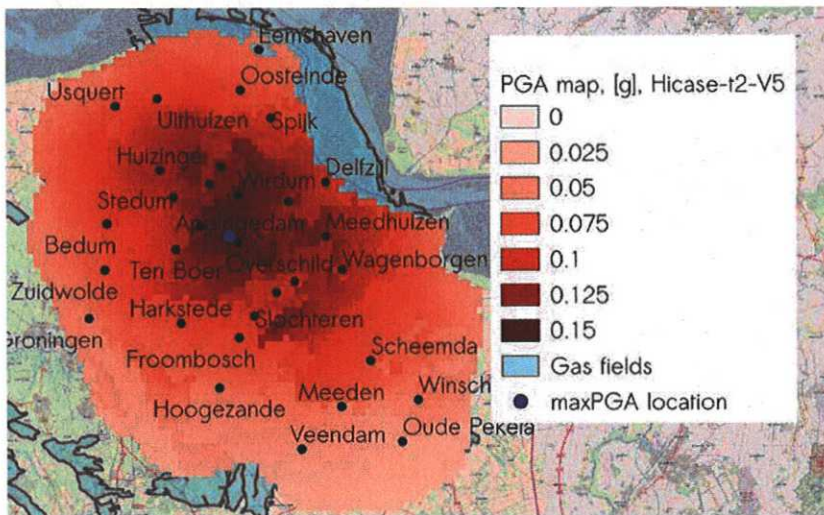 Eemshaven
Oosteinde
Usquert
Uithuizen
Spijk
Huizinge
Delfzijl
Wirdum
Stedum
Appingedam
Meedhuizen
Bedum
Ten Boer
Overschild
Wagenborgen
Zuidwolde
Harkstede
Slochteren
Groningen
Froombosch
Scheemda
Hoogezande
Meeden
Winsch
Veendam
Oude Pekela
PGA map, [g], Hicase-t2-V5
0
0.025
0.05
0.075
0.1
0.125
0.15
Gas fields
maxPGA location